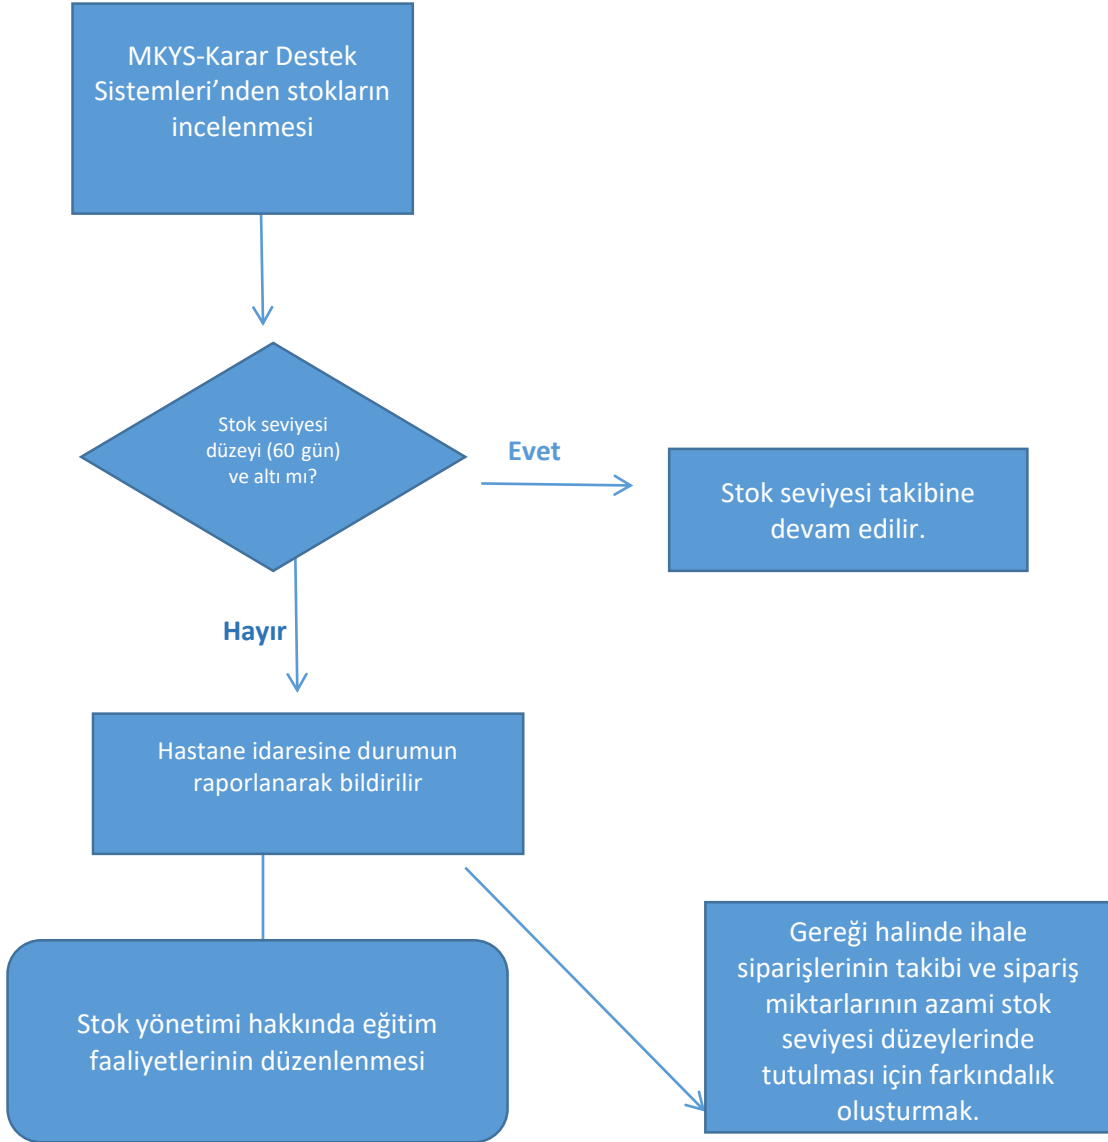 MKYS-Karar Destek
Sistemleri’nden stokların
incelenmesi
Stok seviyesi
düzeyi (60 gün)
ve altı mı?
Evet
Stok seviyesi takibine
devam edilir.
Hayır
Hastane idaresine durumun
raporlanarak bildirilir
Stok yönetimi hakkında eğitim
faaliyetlerinin düzenlenmesi
Gereği halinde ihale
siparişlerinin takibi ve sipariş
miktarlarının azami stok
seviyesi düzeylerinde
tutulması için farkındalık
oluşturmak.